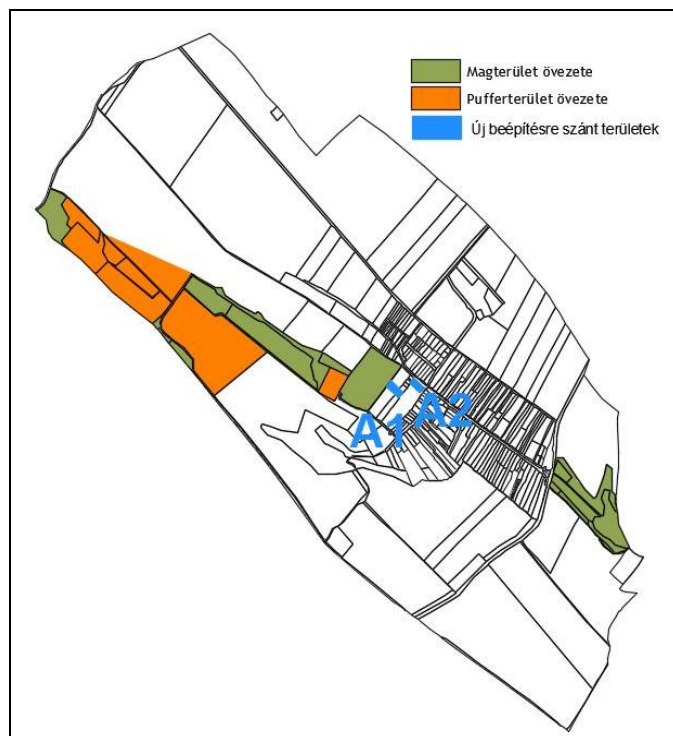 Magterület övezete
Pufferterület övezete
Új beépítésre szánt területek
A1
A2